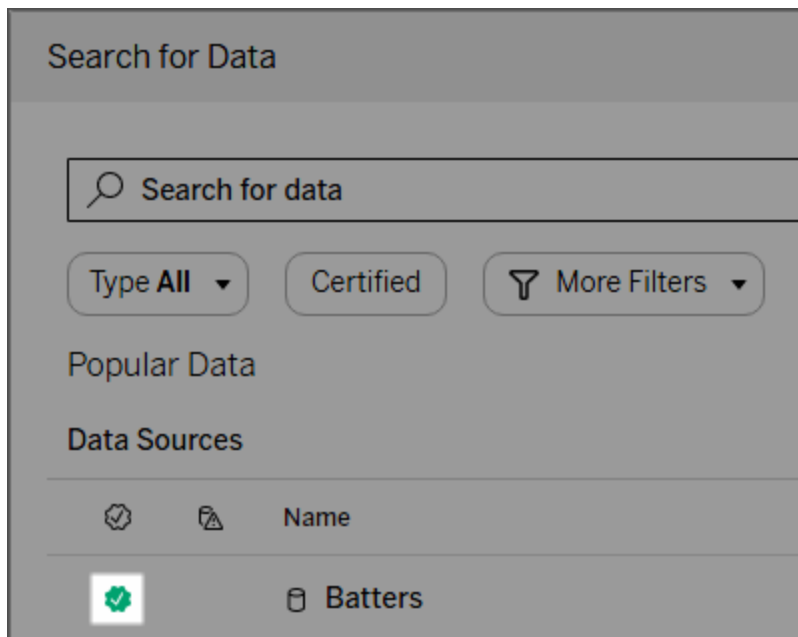 Search for Data
Search for data
Type All Certified More Filters
Popular Data
Data Sources
Name
Batters